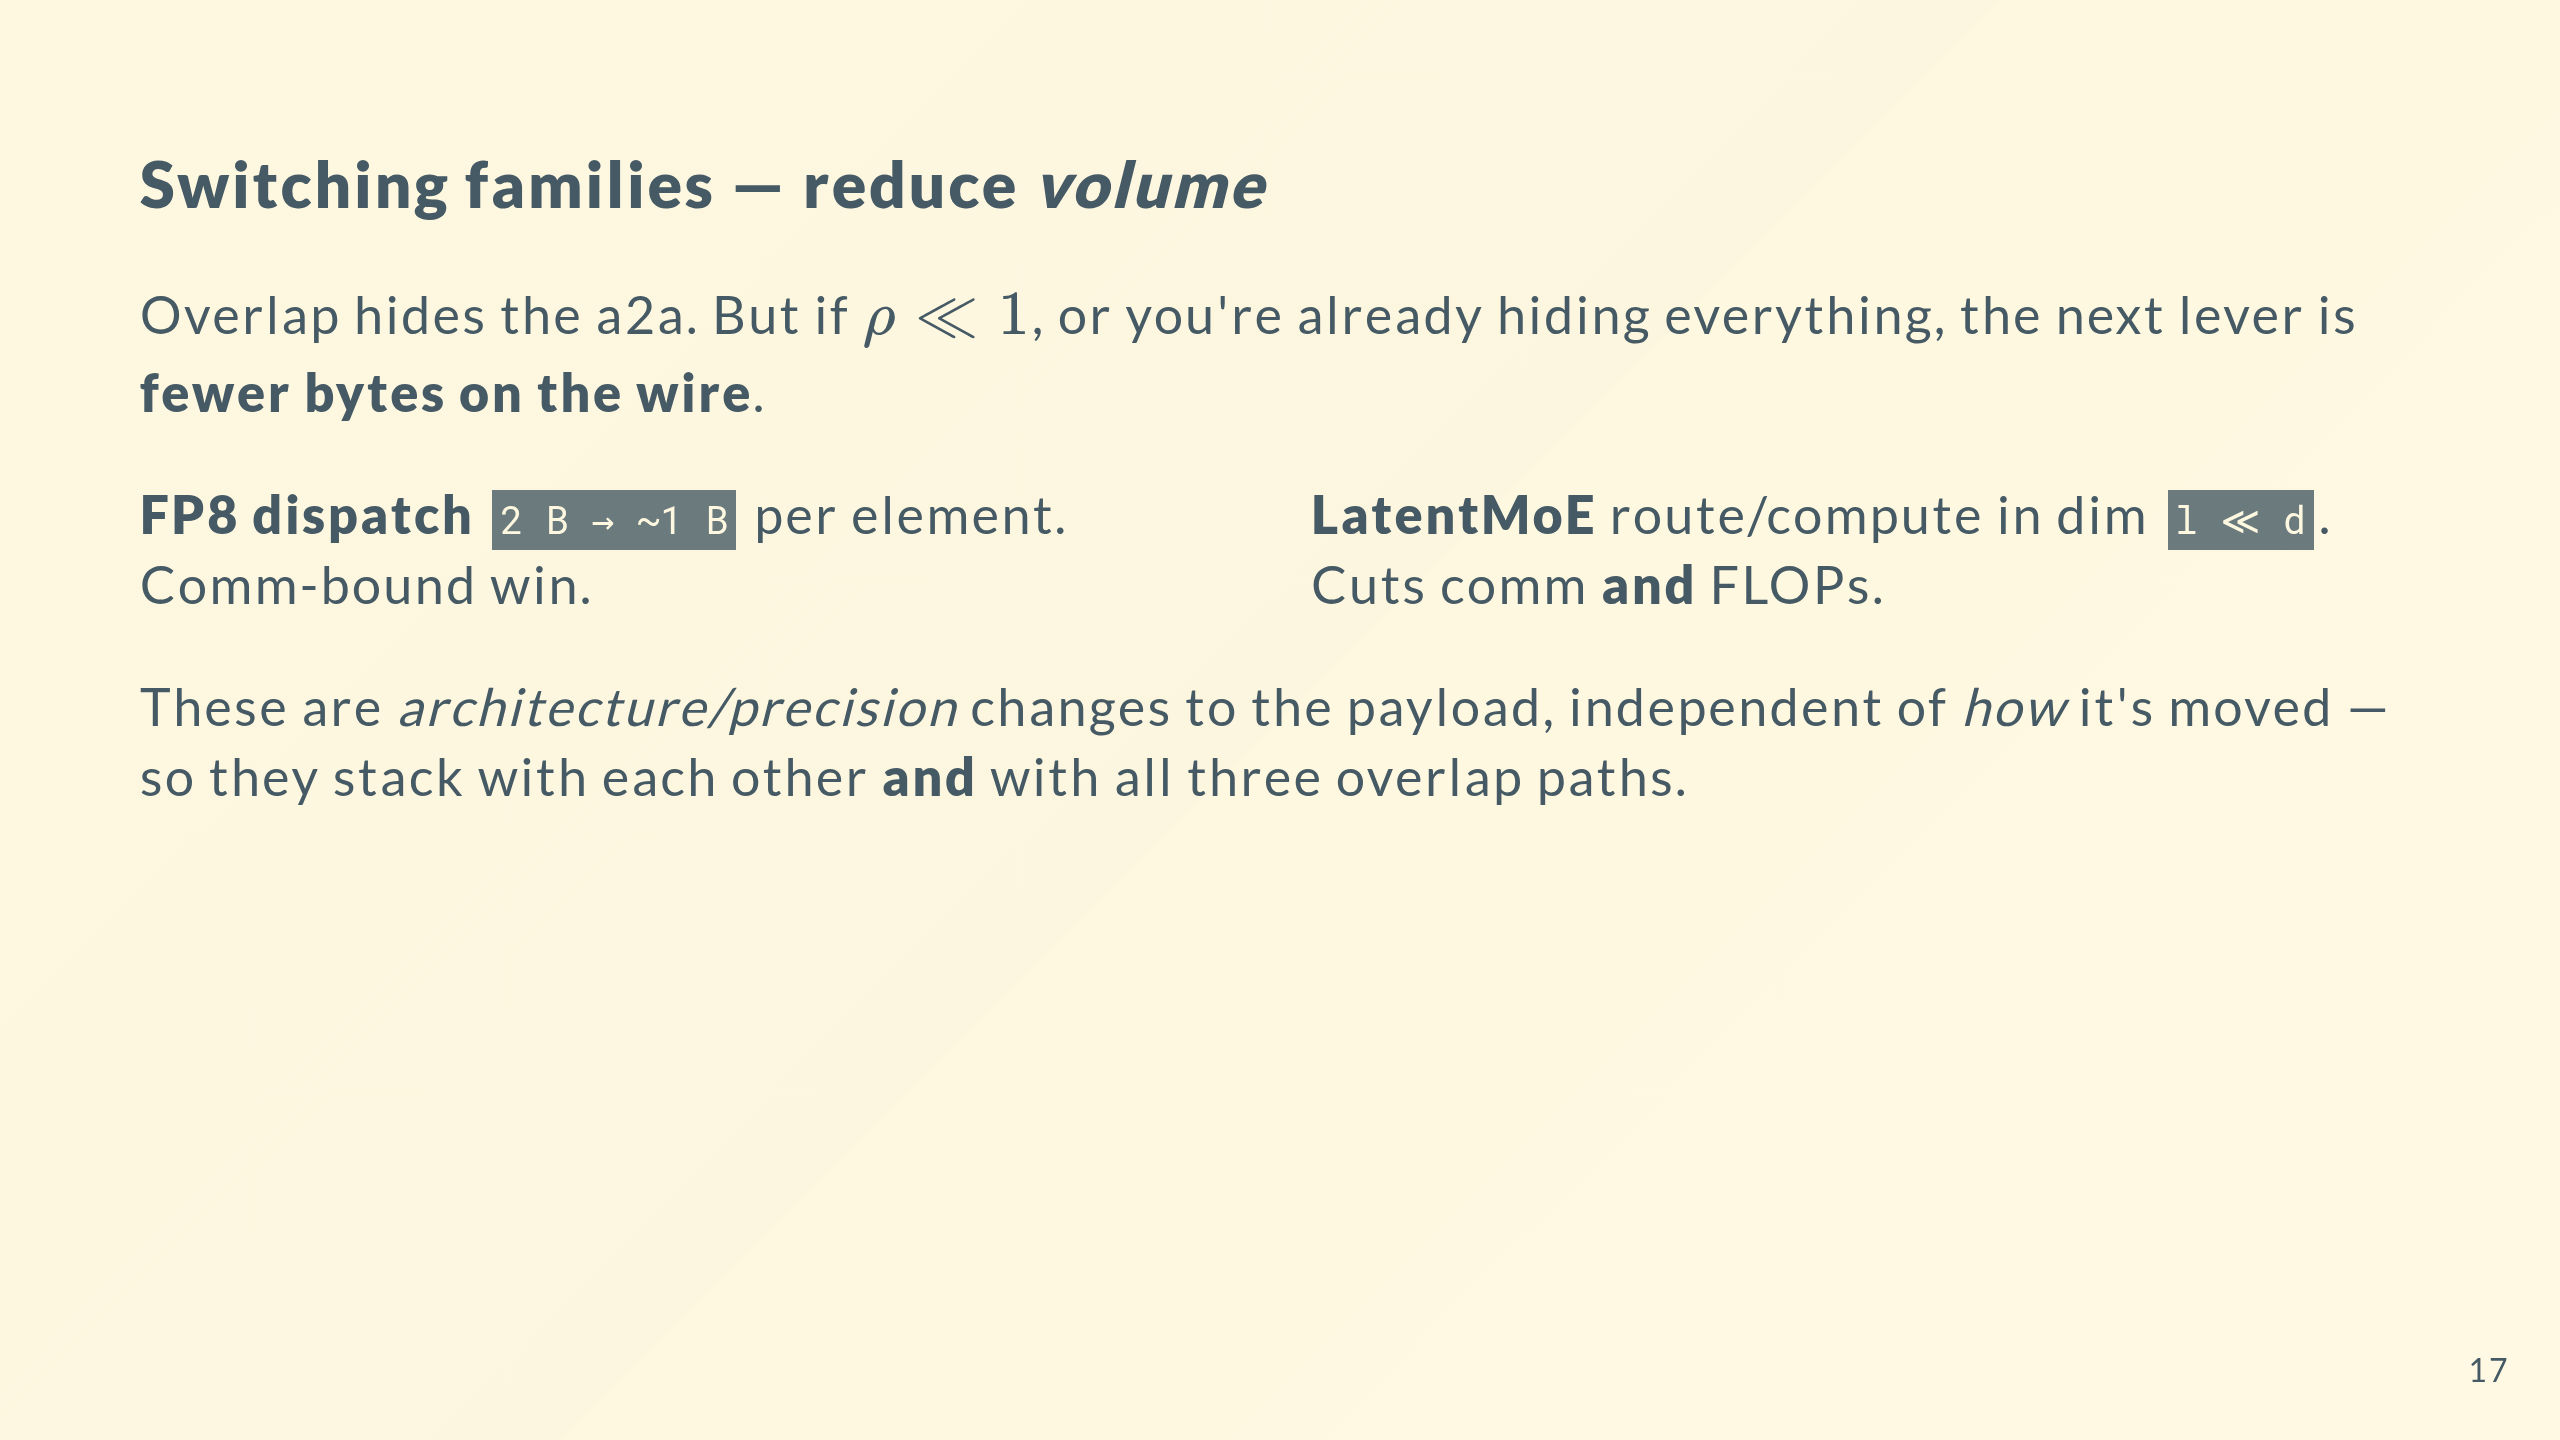 Switching families — reduce volume
Overlap hides the a2a. But if ρ ≪ 1, or you're already hiding everything, the next lever is
fewer bytes on the wire.
FP8 dispatch 2 B → ~1 B per element.
Comm-bound win.
LatentMoE route/compute in dim l ≪ d.
Cuts comm and FLOPs.
These are architecture/precision changes to the payload, independent of how it's moved —
so they stack with each other and with all three overlap paths.
17